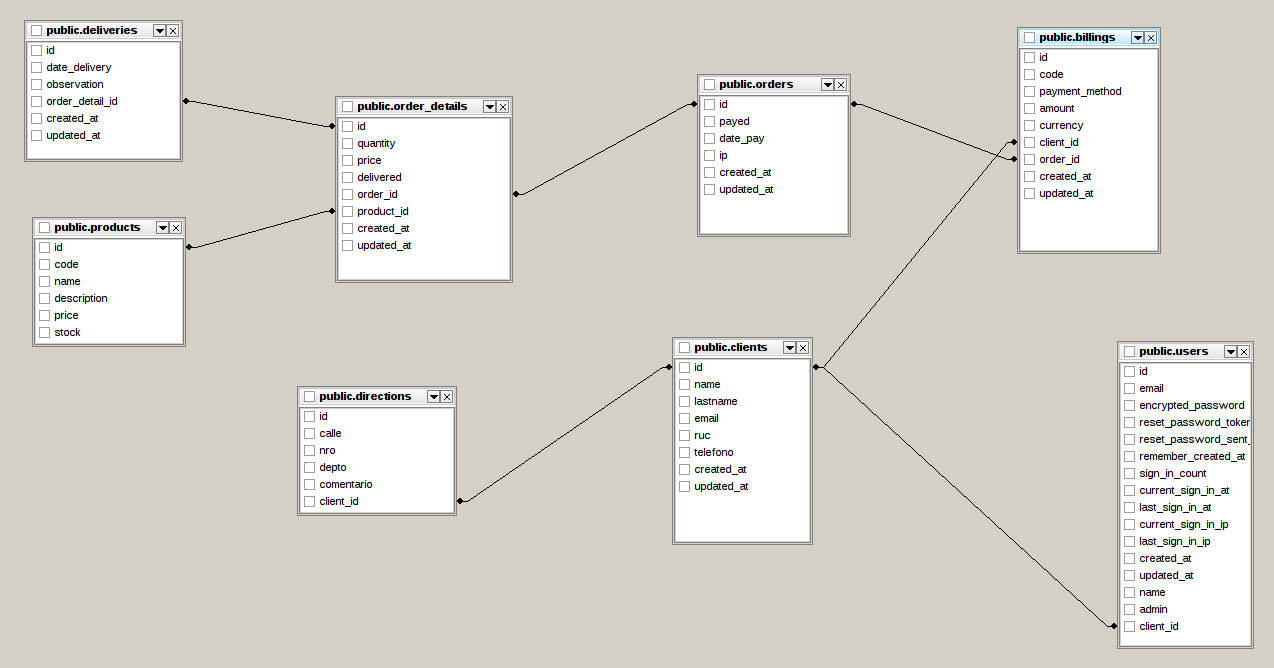 public.deliveries
id
date_delivery
observation
order_detail_id
created_at
updated_at
public.order_details
id
quantity
price
delivered
order_id
product_id
created_at
updated_at
public.orders
id
payed
date_pay
ip
created_at
updated_at
public.billings
id
code
payment_method
amount
currency
client_id
order_id
created_at
updated_at
public.products
id
code
name
description
price
stock
public.directions
id
calle
nro
depto
comentario
client_id
public.clients
id
name
lastname
email
ruc
telefono
created_at
updated_at
public.users
id
email
encrypted_password
reset_password_token
reset_password_sent_
remember_created_at
sign_in_count
current_sign_in_at
last_sign_in_at
current_sign_in_ip
last_sign_in_ip
created_at
updated_at
name
admin
client_id